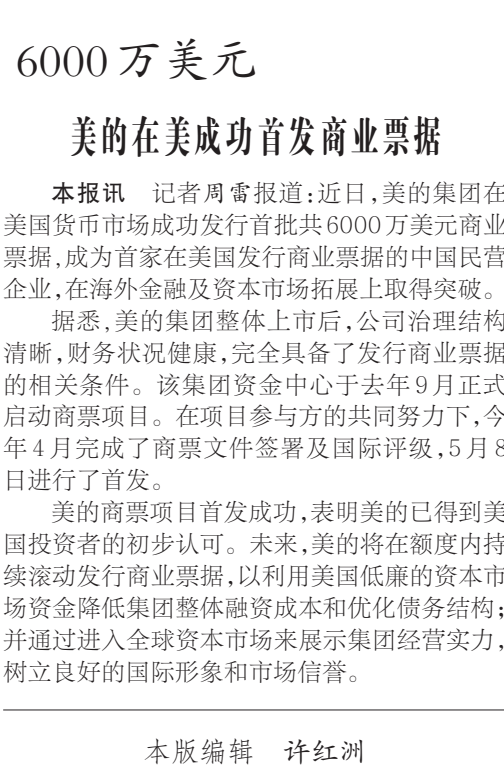 6000万美元
美的在美成功首发商业票据
本报讯　记者周雷报道:近日,美的集团在
美国货币市场成功发行首批共6000万美元商业
票据,成为首家在美国发行商业票据的中国民营
企业,在海外金融及资本市场拓展上取得突破。
据悉,美的集团整体上市后,公司治理结构
清晰,财务状况健康,完全具备了发行商业票据
的相关条件。该集团资金中心于去年9月正式
启动商票项目。在项目参与方的共同努力下,今
年4月完成了商票文件签署及国际评级,5月8
日进行了首发。
美的商票项目首发成功,表明美的已得到美
国投资者的初步认可。未来,美的将在额度内持
续滚动发行商业票据,以利用美国低廉的资本市
场资金降低集团整体融资成本和优化债务结构;
并通过进入全球资本市场来展示集团经营实力,
树立良好的国际形象和市场信誉。
本版编辑　许红洲